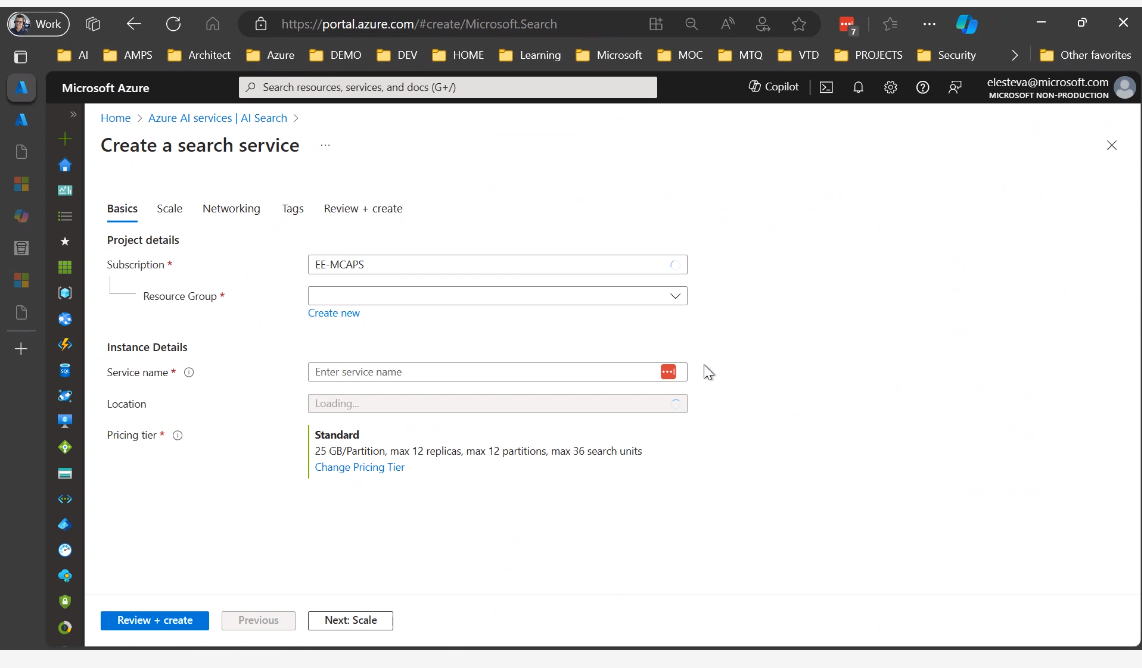 Work
https://portal.azure.com/#create/Microsoft.Search
7
AI AMPS Architect Azure DEMO DEV HOME Learning Microsoft MOC MTQ VTD PROJECTS Security Other favorites
Microsoft Azure
Search resources, services, and docs (G+/)
Copilot
elesteva@microsoft.com
MICROSOFT NON-PRODUCTION
Home > Azure AI services | AI Search >
Create a search service ...
Basics Scale Networking Tags Review + create
Project details
Subscription * EE-MCAPS
Resource Group *
Create new
Instance Details
Service name * Enter service name
Location Loading...
Pricing tier * Standard
25 GB/Partition, max 12 replicas, max 12 partitions, max 36 search units
Change Pricing Tier
Review + create Previous Next: Scale